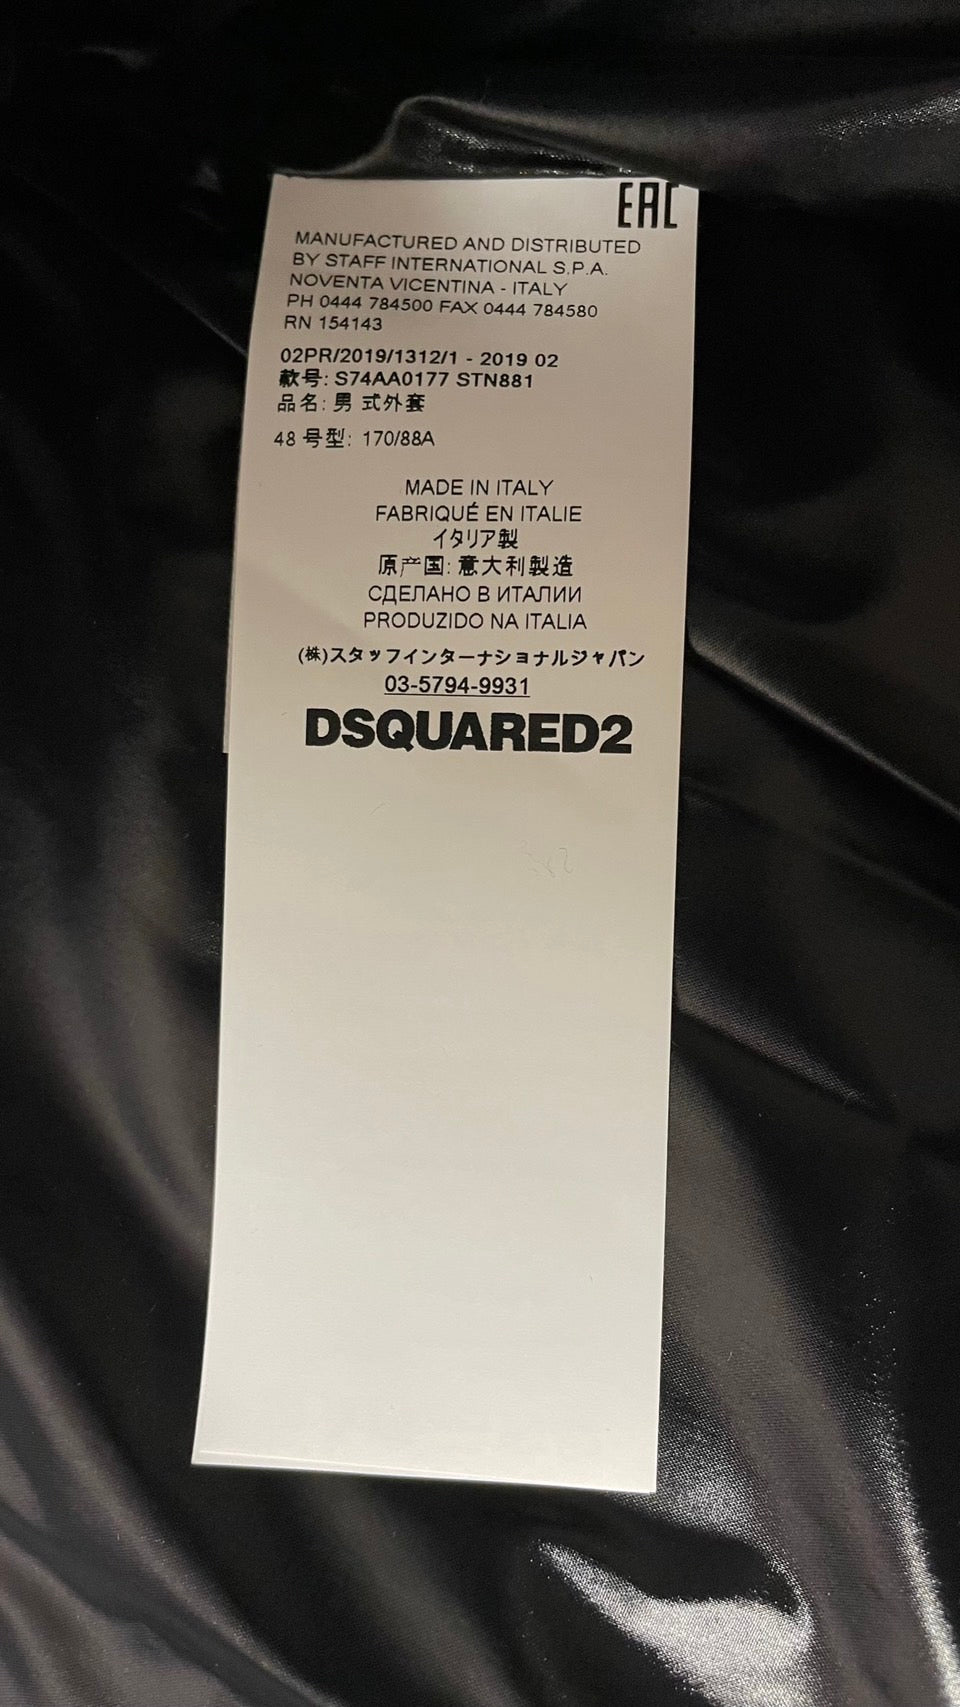 EAC
MANUFACTURED AND DISTRIBUTED
BY STAFF INTERNATIONAL S.P.A.
NOVENTA VICENTINA - ITALY
PH 0444 784500 FAX 0444 784580
RN 154143
02PR/2019/1312/1 - 2019 02
款号: S74AA0177 STN881
品名: 男 式外套
48 号型: 170/88A
MADE IN ITALY
FABRIQUÉ EN ITALIE
イタリア製
原产国: 意大利製造
СДЕЛАНО В ИТАЛИИ
PRODUZIDO NA ITALIA
(株)スタッフインターナショナルジャパン
03-5794-9931
DSQUARED2